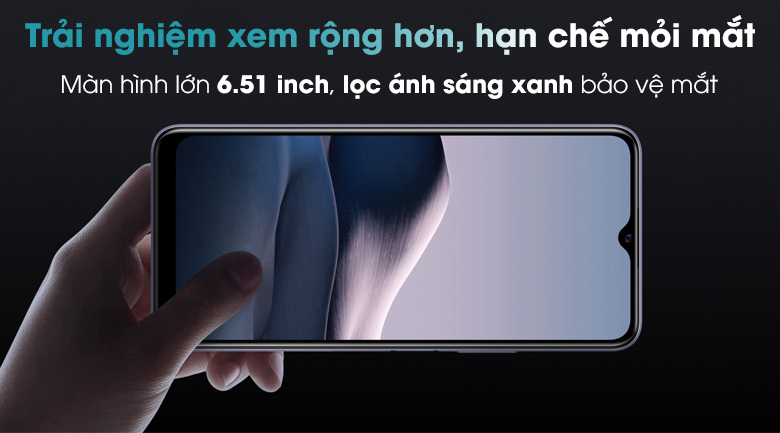 Trải nghiệm xem rộng hơn, hạn chế mỏi mắt
Màn hình lớn 6.51 inch, lọc ánh sáng xanh bảo vệ mắt